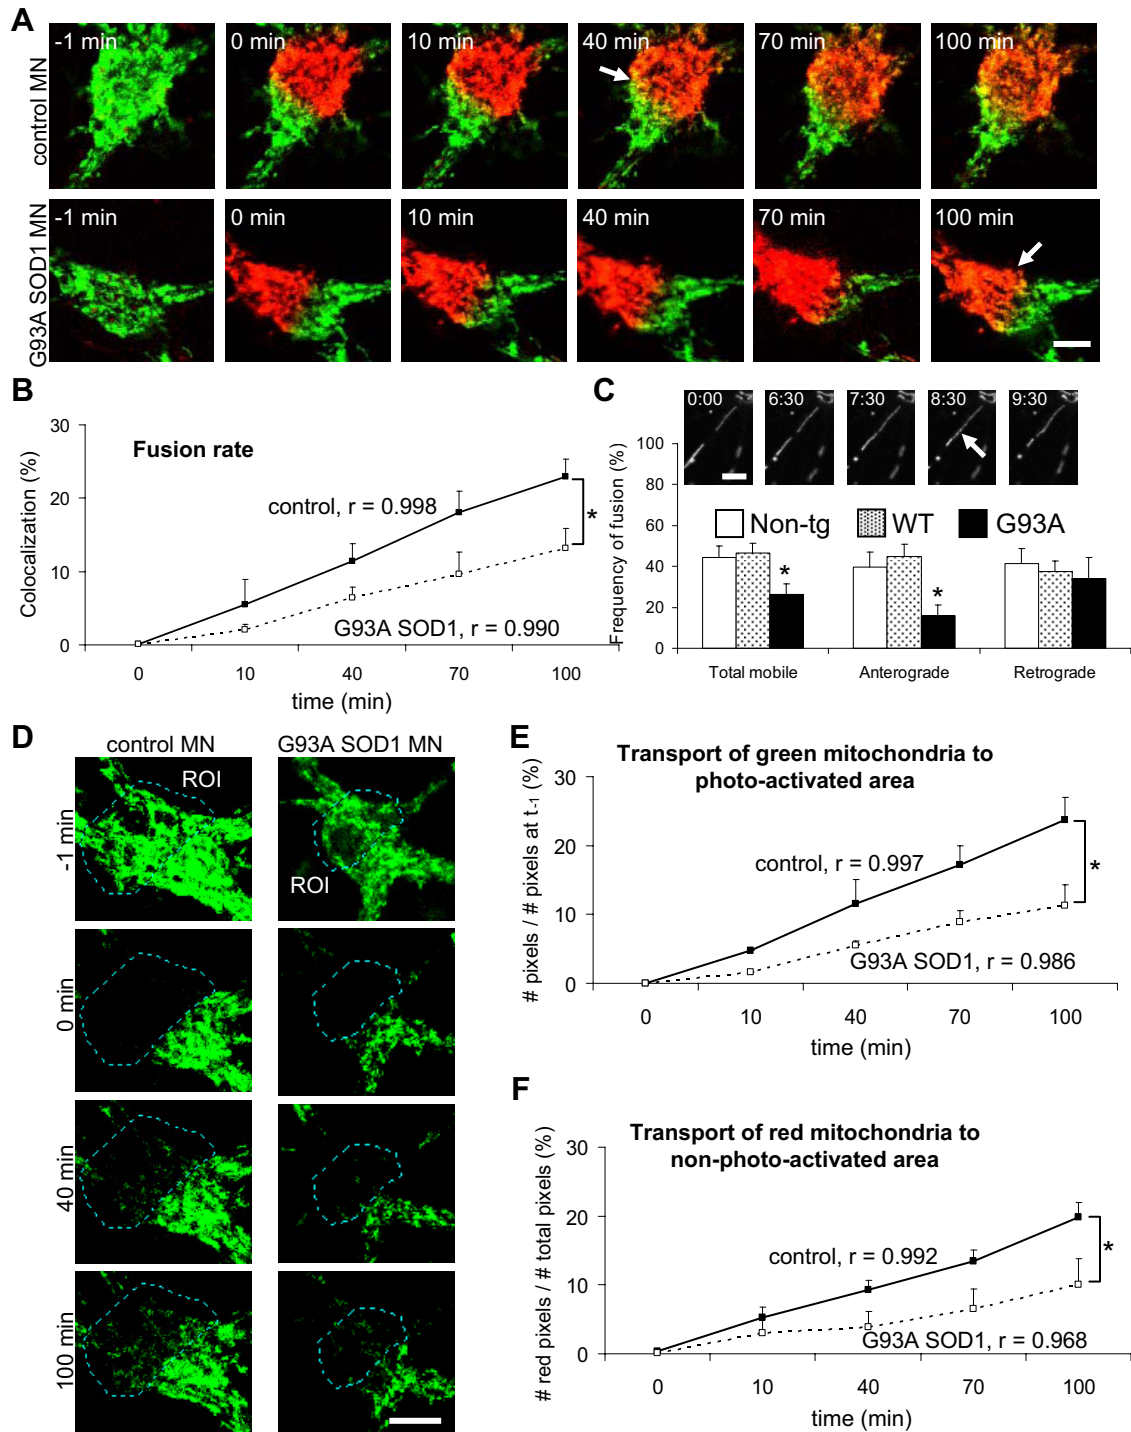 A
control MN
-1 min
0 min
10 min
40 min
70 min
100 min
G93A SOD1 MN
-1 min
0 min
10 min
40 min
70 min
100 min
B
Fusion rate
Colocalization (%)
30
20
10
0
control, r = 0.998
*
G93A SOD1, r = 0.990
0
10
40
70
100
time (min)
C
0:00
6:30
7:30
8:30
9:30
Frequency of fusion (%)
100
80
60
40
20
0
Non-tg
WT
G93A
*
*
Total mobile
Anterograde
Retrograde
D
control MN
G93A SOD1 MN
-1 min
ROI
ROI
0 min
40 min
100 min
E
Transport of green mitochondria to
photo-activated area
# pixels / # pixels at t-1 (%)
30
20
10
0
control, r = 0.997
*
G93A SOD1, r = 0.986
0
10
40
70
100
time (min)
F
Transport of red mitochondria to
non-photo-activated area
# red pixels / # total pixels (%)
30
20
10
0
control, r = 0.992
*
G93A SOD1, r = 0.968
0
10
40
70
100
time (min)